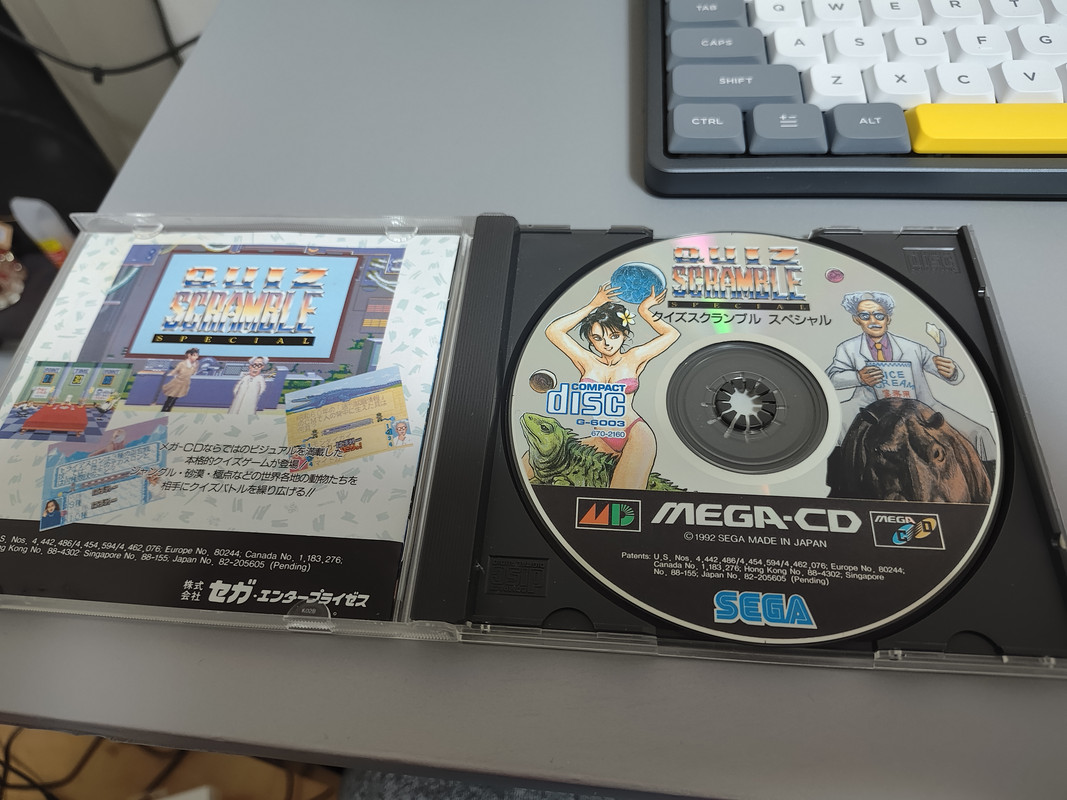 TAB Q W E R T
CAPS A S D F G
SHIFT Z X C V
CTRL ALT
QUIZ
SCRAMBLE
SPECIAL
メガ-CDならではのビジュアルを満載した
本格的クイズゲームが登場!
ジャングル・砂漠・極点などの世界各地の動物たちを
相手にクイズバトルを繰り広げる!!
S. Nos. 4,442,486/4,454,594/4,462,076; Europe No. 80244; Canada No. 1,183,276;
ng Kong No. 88-4302; Singapore No. 88-155; Japan No. 82-205605 (Pending)
株式会社 セガ・エンタープライゼス
K02B
QUIZ
SCRAMBLE
SPECIAL
クイズスクランブル スペシャル
COMPACT
disc
G-6003
670-2160
ICE
CREAM
MD
MEGA-CD
MEGA
CD
©1992 SEGA MADE IN JAPAN
Patents: U.S. Nos. 4,442,486/4,454,594/4,462,076; Europe No. 80244;
Canada No. 1,183,276; Hong Kong No. 88-4302; Singapore
No. 88-155; Japan No. 82-205605 (Pending)
SEGA